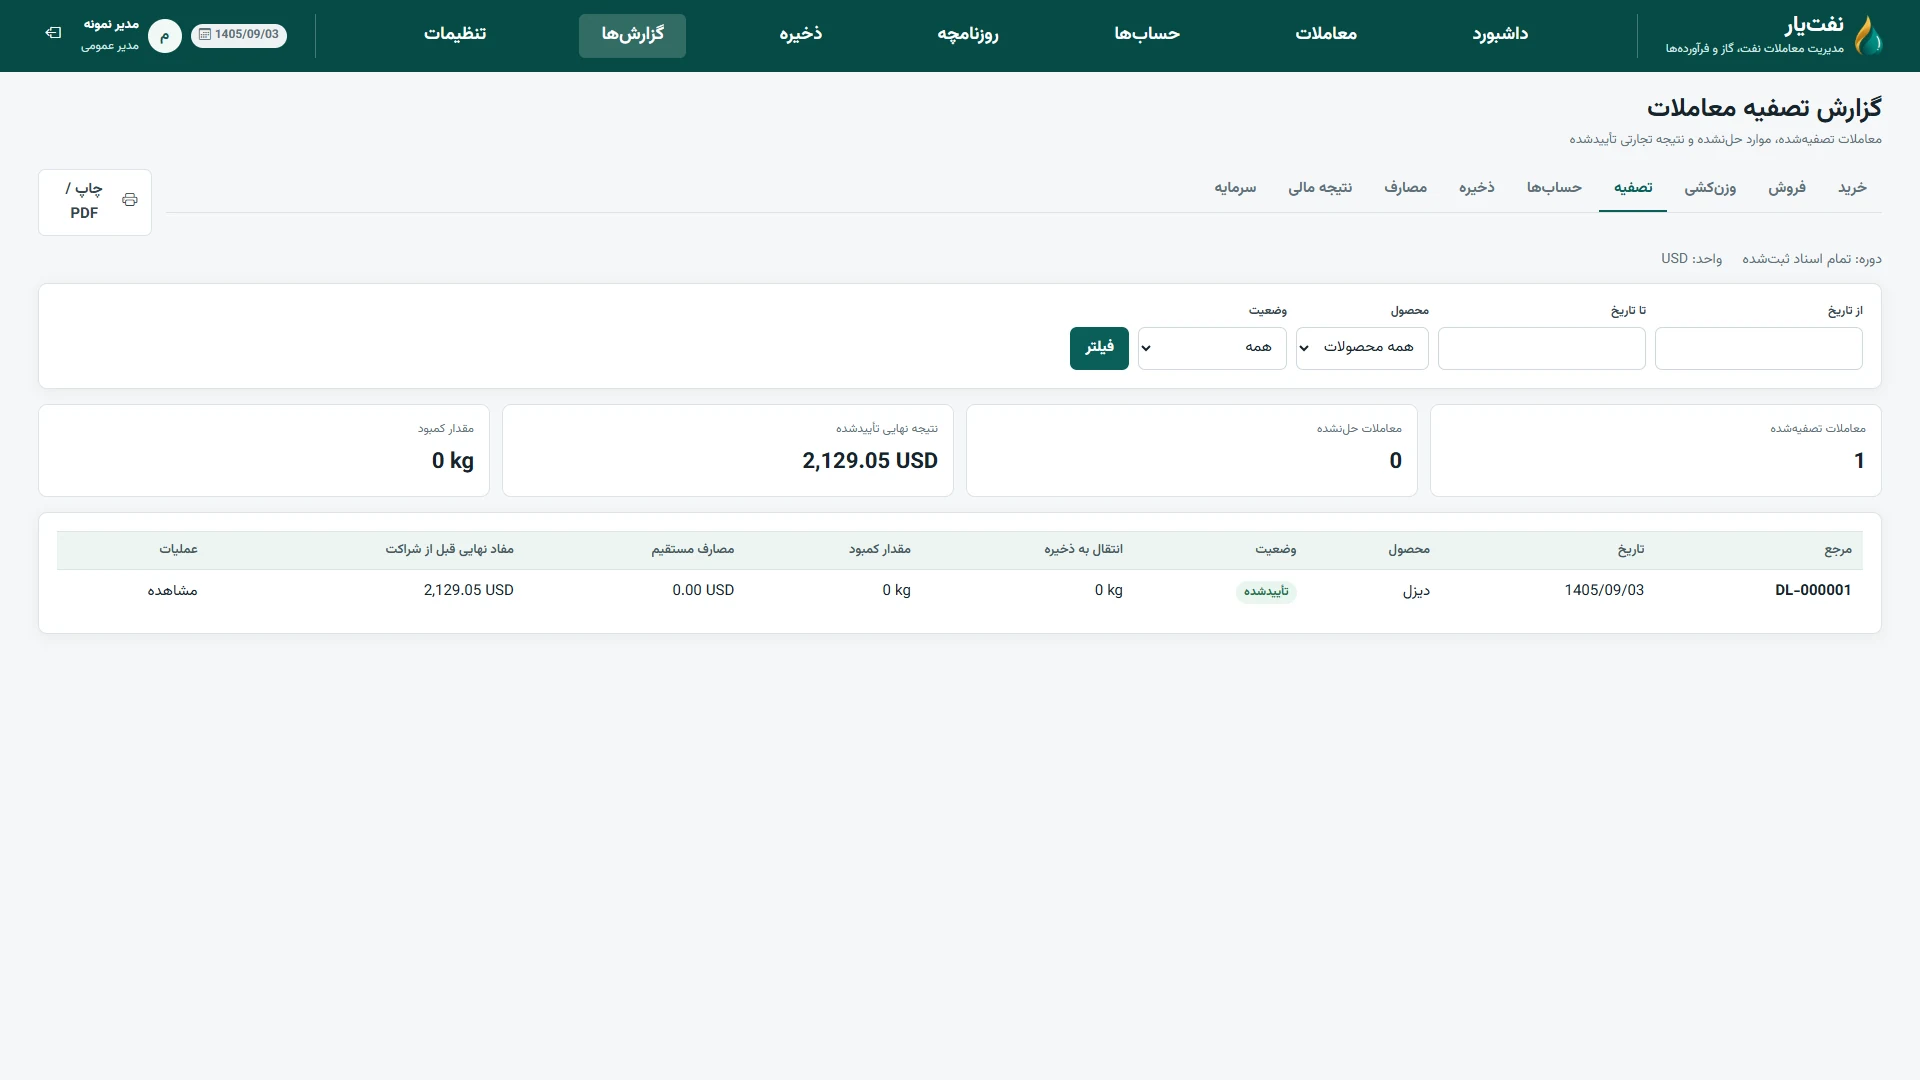 نفت‌یار
مدیریت معاملات نفت، گاز و فرآورده‌ها
داشبورد
معاملات
حساب‌ها
روزنامچه
ذخیره
گزارش‌ها
تنظیمات
1405/09/03
م
مدیر نمونه
مدیر عمومی
گزارش تصفیه معاملات
معاملات تصفیه‌شده، موارد حل‌نشده و نتیجه تجارتی تأییدشده
خرید
فروش
وزن‌کشی
تصفیه
حساب‌ها
ذخیره
مصارف
نتیجه مالی
سرمایه
چاپ /
PDF
دوره: تمام اسناد ثبت‌شده واحد: USD
از تاریخ
تا تاریخ
محصول
وضعیت
همه محصولات
همه
فیلتر
معاملات تصفیه‌شده
1
معاملات حل‌نشده
0
نتیجه نهایی تأییدشده
2,129.05 USD
مقدار کمبود
0 kg
مرجع تاریخ محصول وضعیت انتقال به ذخیره مقدار کمبود مصارف مستقیم مفاد نهایی قبل از شراکت عملیات
DL-000001 1405/09/03 دیزل تأییدشده 0 kg 0 kg 0.00 USD 2,129.05 USD مشاهده